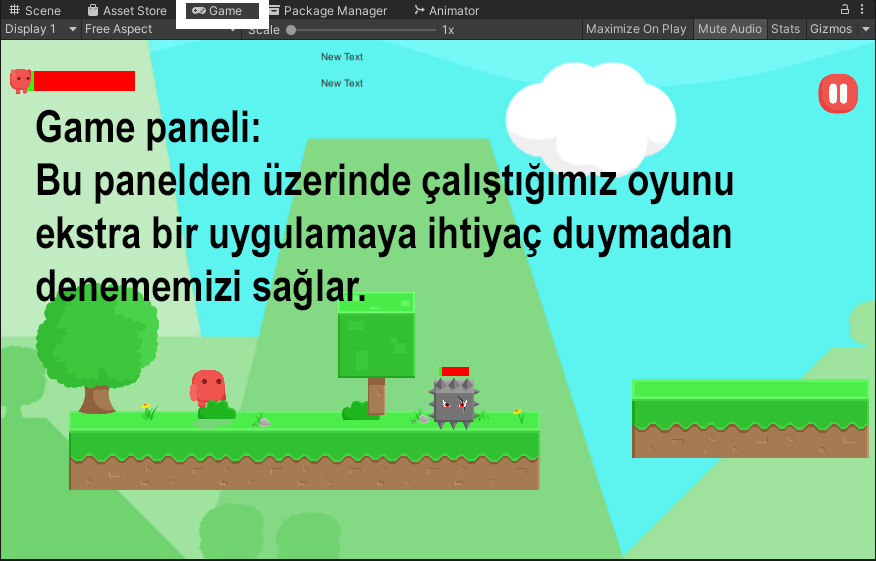 Scene Asset Store Game Package Manager Animator
Display 1 Free Aspect Scale 1x Maximize On Play Mute Audio Stats Gizmos
New Text
New Text
Game paneli:
Bu panelden üzerinde çalıştığımız oyunu
ekstra bir uygulamaya ihtiyaç duymadan
denememizi sağlar.